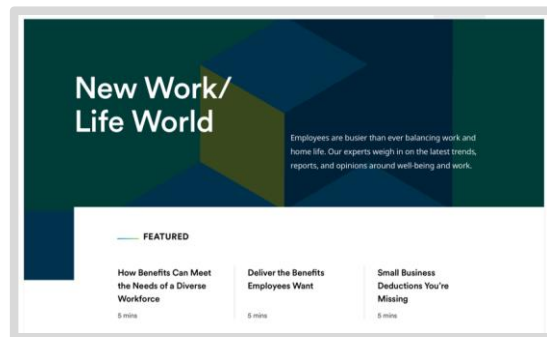 New Work/
Life World
Employees are busier than ever balancing work and
home life. Our experts weigh in on the latest trends,
reports, and opinions around well-being and work.
FEATURED
How Benefits Can Meet
the Needs of a Diverse
Workforce
5 mins
Deliver the Benefits
Employees Want
5 mins
Small Business
Deductions You're
Missing
5 mins